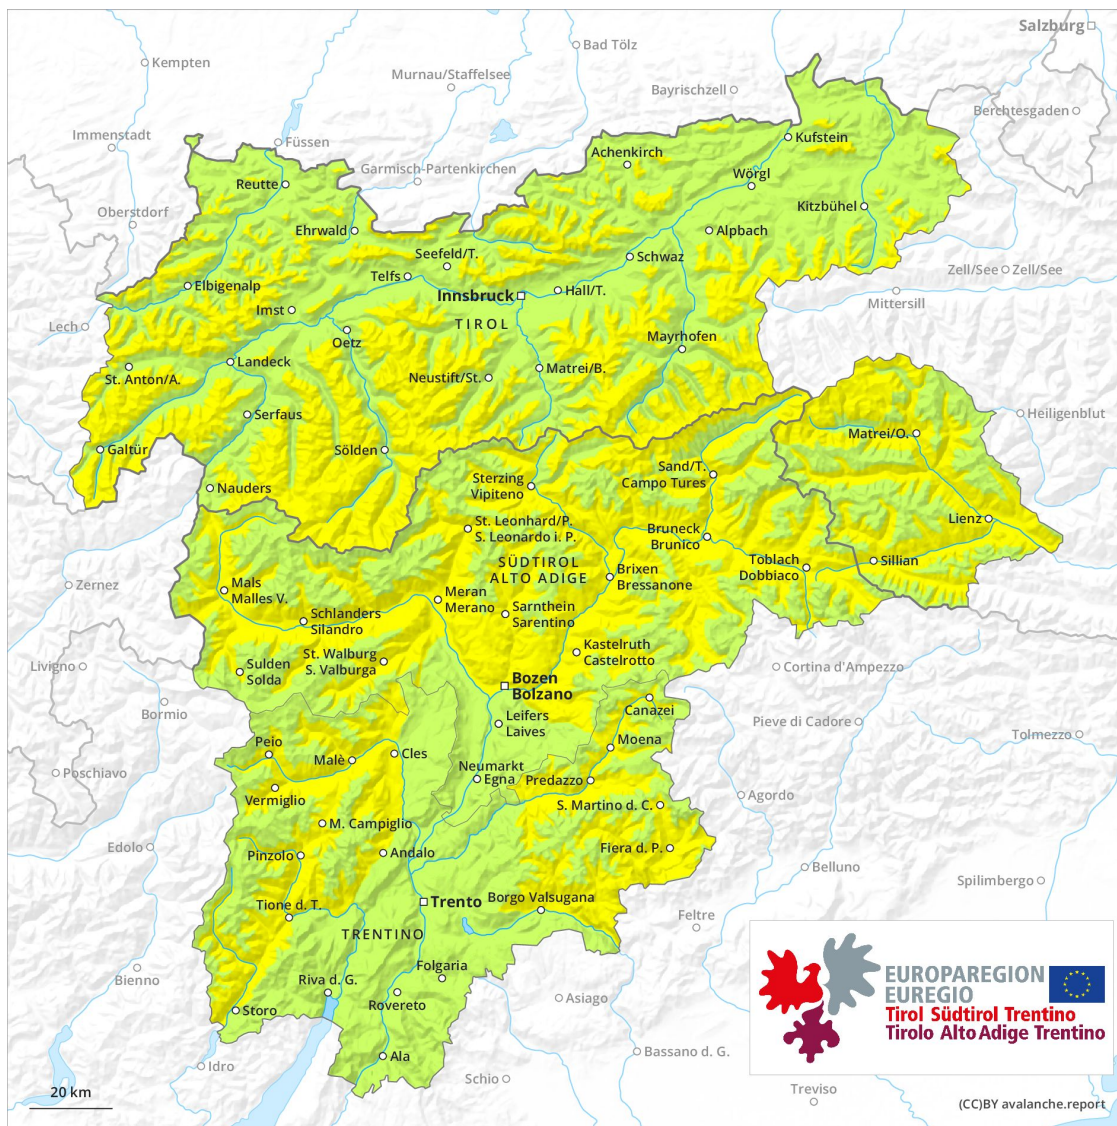 Salzburg
Bad Tölz
Kempten
Murnau/Staffelsee
Bayrischzell
Berchtesgaden
Immenstadt
Füssen
Kufstein
Achenkirch
Garmisch-Partenkirchen
Wörgl
Reutte
Kitzbühel
Oberstdorf
Ehrwald
Alpbach
Seefeld/T.
Schwaz
Zell/See
Zell/See
Telfs
Elbigenalp
Innsbruck
Hall/T.
Mittersill
Imst
TIROL
Lech
Oetz
Mayrhofen
Landeck
Matrei/B.
St. Anton/A.
Neustift/St.
Serfaus
Heiligenblut
Matrei/O.
Galtür
Sölden
Sand/T.
Campo Tures
Sterzing
Vipiteno
Nauders
St. Leonhard/P.
S. Leonardo i. P.
Bruneck
Brunico
Lienz
SÜDTIROL
ALTO ADIGE
Toblach
Dobbiaco
Sillian
Brixen
Bressanone
Zernez
Mals
Malles V.
Meran
Merano
Sarnthein
Sarentino
Schlanders
Silandro
Kastelruth
Castelrotto
St. Walburg
S. Valburga
Livigno
Sulden
Solda
Cortina d'Ampezzo
Bozen
Bolzano
Canazei
Bormio
Leifers
Laives
Pieve di Cadore
Moena
Tolmezzo
Peio
Malè
Cles
Poschiavo
Neumarkt
Egna
Predazzo
Vermiglio
S. Martino d. C.
Agordo
M. Campiglio
Edolo
Pinzolo
Andalo
Fiera d. P.
Belluno
Spilimbergo
Tione d. T.
Trento
Borgo Valsugana
Feltre
TRENTINO
Folgaria
Bienno
Riva d. G.
Rovereto
Asiago
Storo
EUROPAREGION
EUREGIO
Tirol Südtirol Trentino
Tirolo Alto Adige Trentino
Ala
Bassano d. G.
Idro
Schio
Treviso
20 km
(CC)BY avalanche.report